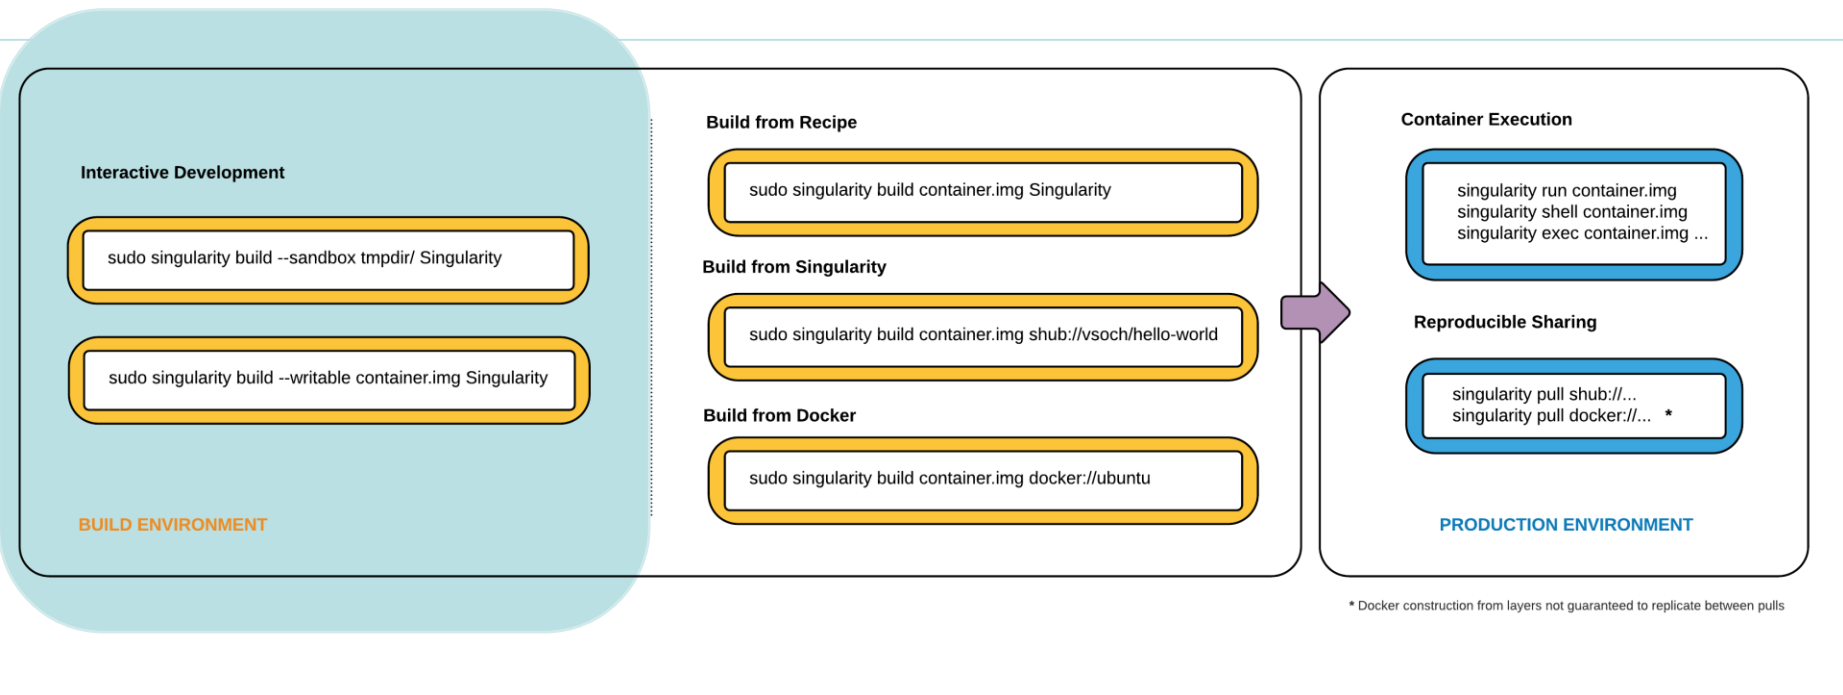 Interactive Development
sudo singularity build --sandbox tmpdir/ Singularity
sudo singularity build --writable container.img Singularity
BUILD ENVIRONMENT
Build from Recipe
sudo singularity build container.img Singularity
Build from Singularity
sudo singularity build container.img shub://vsoch/hello-world
Build from Docker
sudo singularity build container.img docker://ubuntu
Container Execution
singularity run container.img
singularity shell container.img
singularity exec container.img ...
Reproducible Sharing
singularity pull shub://...
singularity pull docker://... *
PRODUCTION ENVIRONMENT
* Docker construction from layers not guaranteed to replicate between pulls